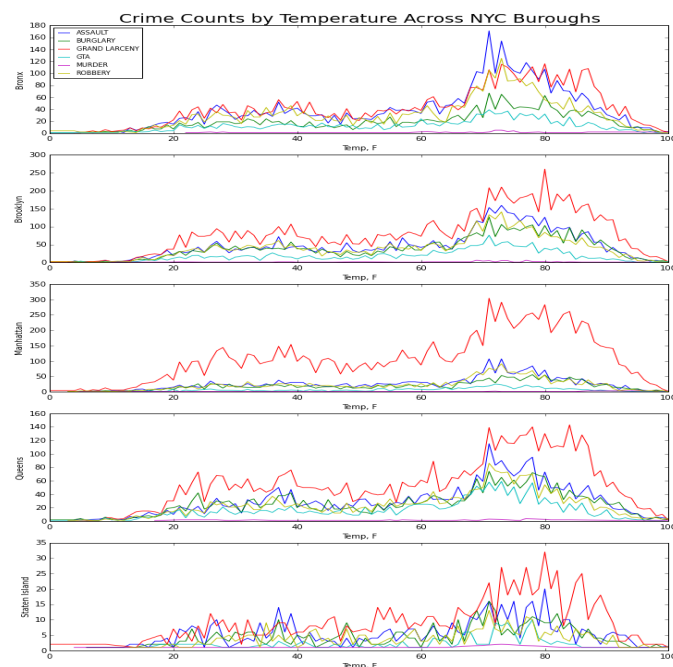 Crime Counts by Temperature Across NYC Buroughs
180
160
140
120
100
80
60
40
20
0
Bronx
ASSAULT
BURGLARY
GRAND LARCENY
GTA
MURDER
ROBBERY
0 20 40 60 80 100
Temp, F
300
250
200
150
100
50
0
Brooklyn
0 20 40 60 80 100
Temp, F
350
300
250
200
150
100
50
0
Manhattan
0 20 40 60 80 100
Temp, F
160
140
120
100
80
60
40
20
0
Queens
0 20 40 60 80 100
Temp, F
35
30
25
20
15
10
5
0
Staten Island
0 20 40 60 80 100
Temp, F